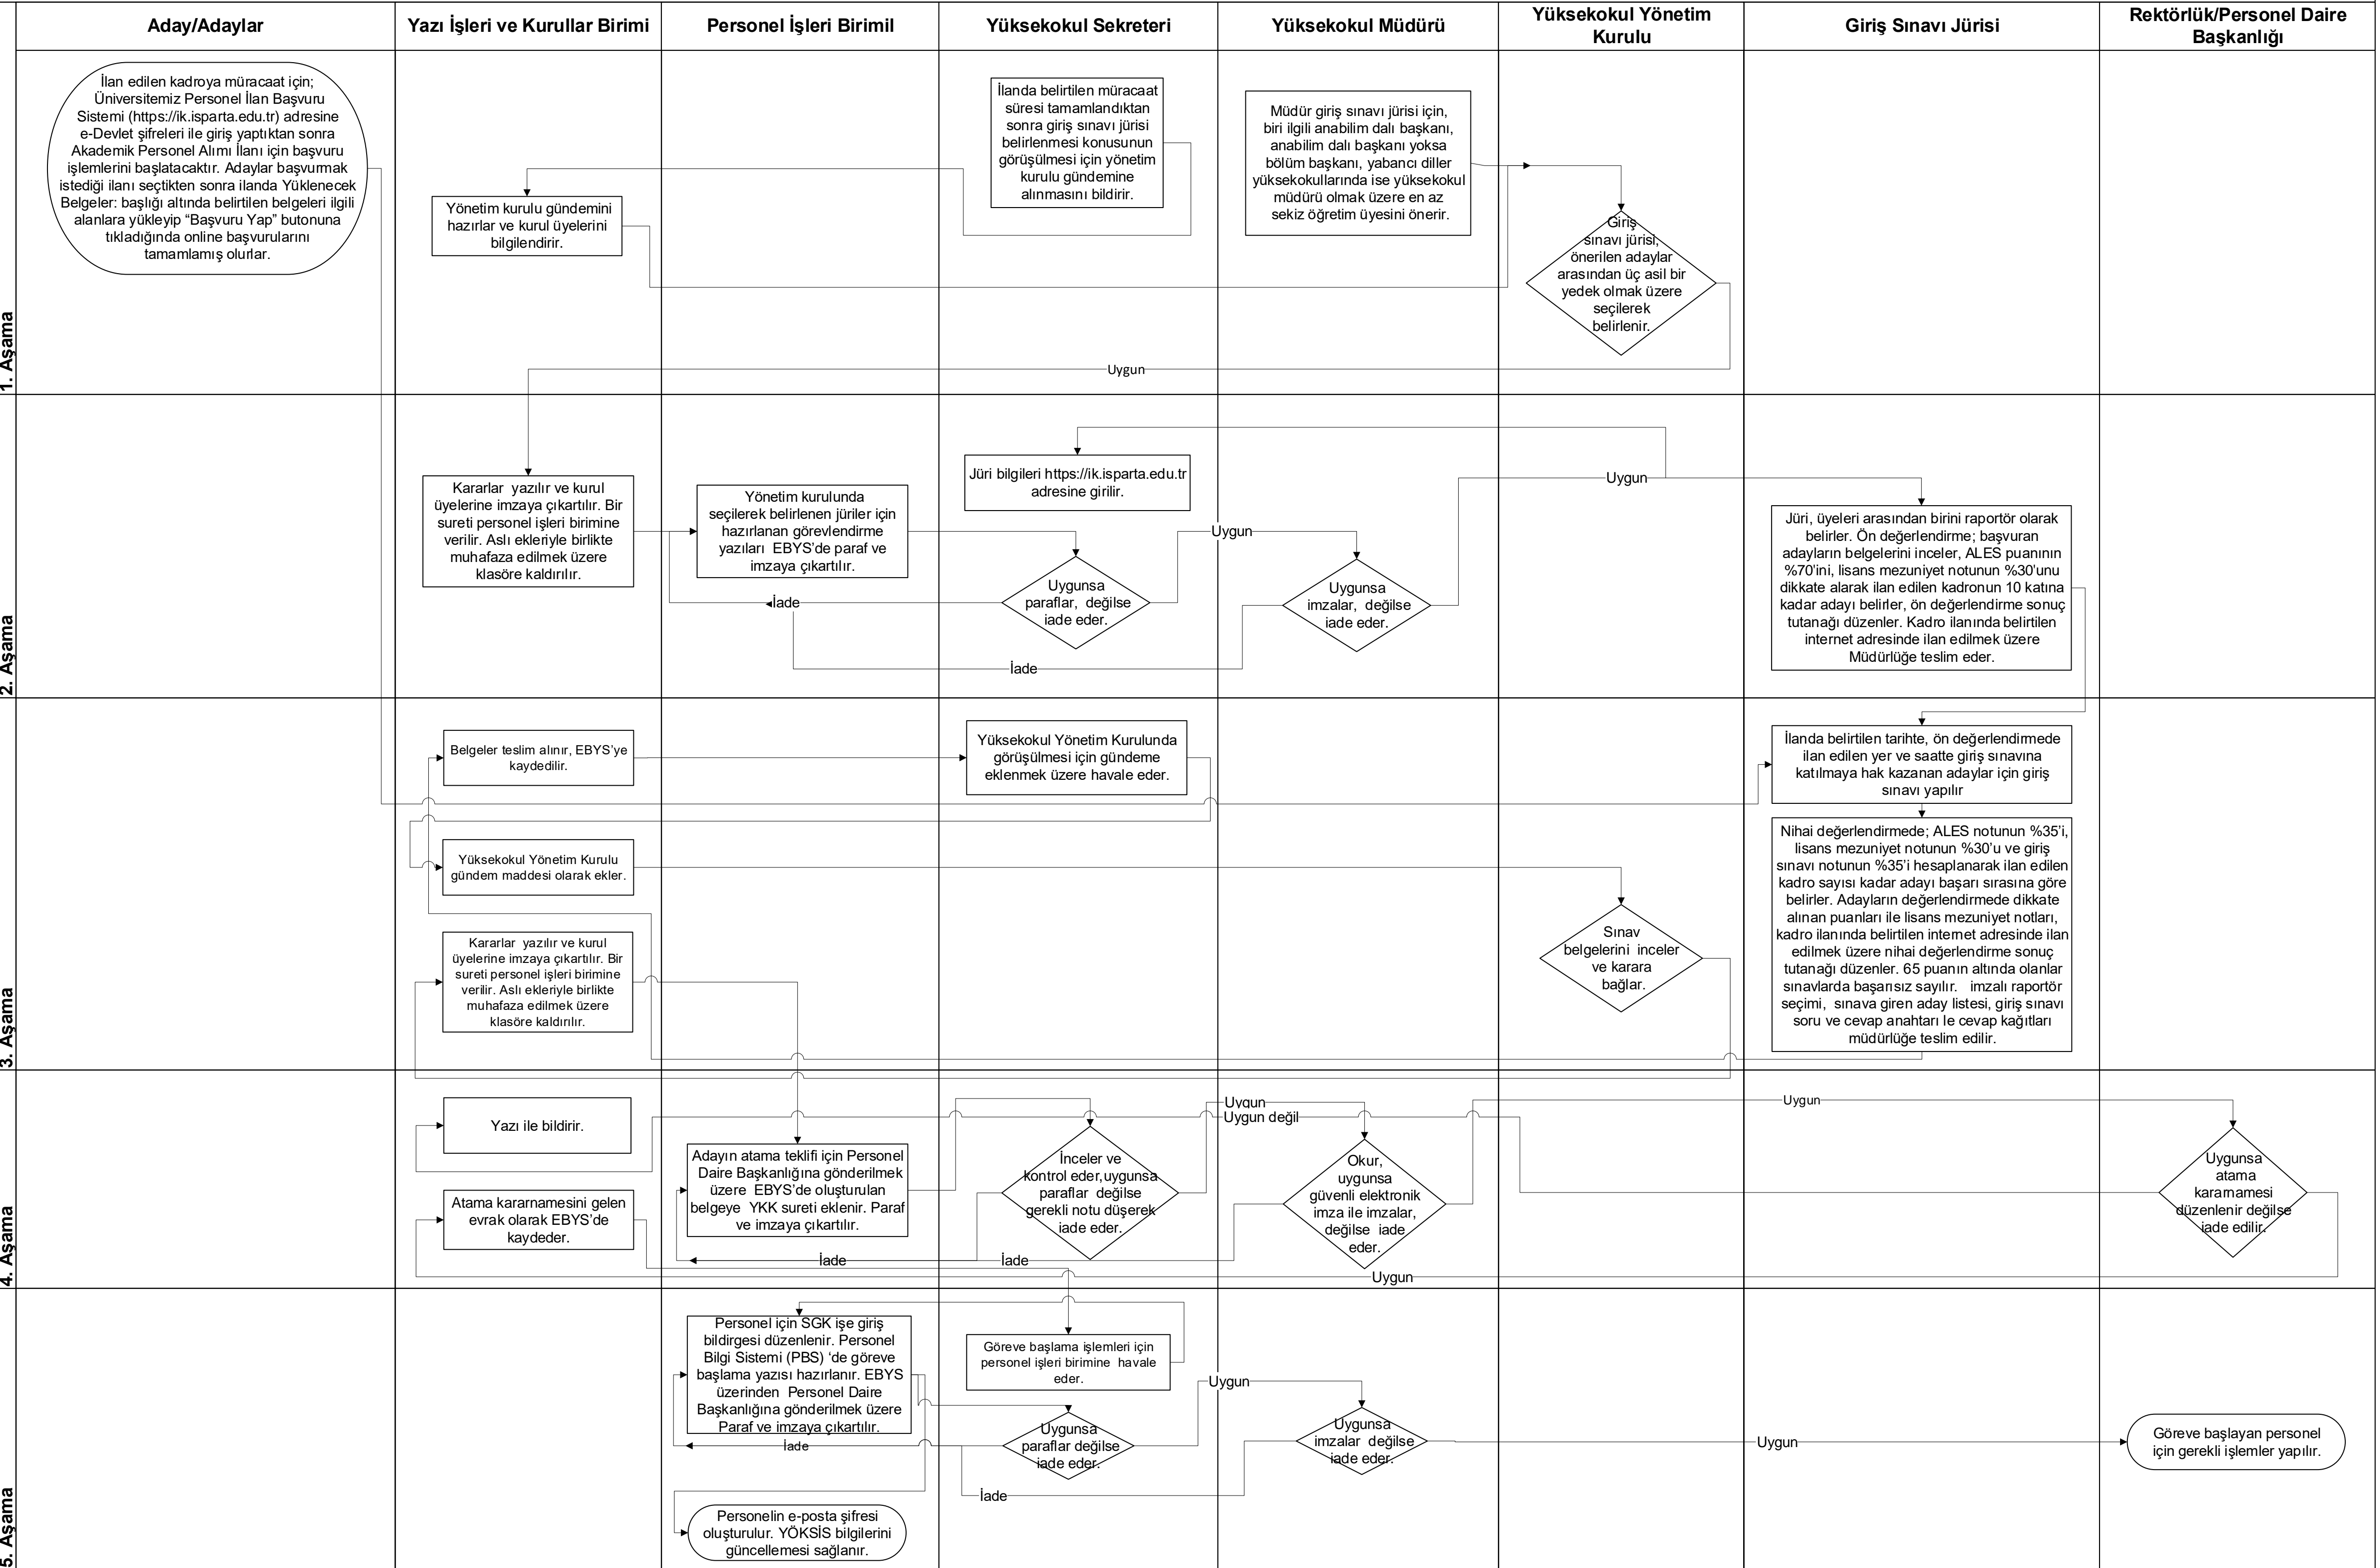 Aday/Adaylar
Yazı İşleri ve Kurullar Birimi
Personel İşleri Birimil
Yüksekokul Sekreteri
Yüksekokul Müdürü
Yüksekokul Yönetim
Kurulu
Giriş Sınavı Jürisi
Rektörlük/Personel Daire
Başkanlığı
1. Aşama
İlan edilen kadroya müracaat için;
Üniversitemiz Personel İlan Başvuru
Sistemi (https://ik.isparta.edu.tr) adresine
e-Devlet şifreleri ile giriş yaptıktan sonra
Akademik Personel Alımı İlanı için başvuru
işlemlerini başlatacaktır. Adaylar başvurmak
istediği ilanı seçtikten sonra ilanda Yüklenecek
Belgeler: başlığı altında belirtilen belgeleri ilgili
alanlara yükleyip “Başvuru Yap” butonuna
tıkladığında online başvurularını
tamamlamış olurlar.
Yönetim kurulu gündemini
hazırlar ve kurul üyelerini
bilgilendirir.
İlanda belirtilen müracaat
süresi tamamlandıktan
sonra giriş sınavı jürisi
belirlenmesi konusunun
görüşülmesi için yönetim
kurulu gündemine
alınmasını bildirir.
Müdür giriş sınavı jürisi için,
biri ilgili anabilim dalı başkanı,
anabilim dalı başkanı yoksa
bölüm başkanı, yabancı diller
yüksekokullarında ise yüksekokul
müdürü olmak üzere en az
sekiz öğretim üyesini önerir.
Giriş
sınavı jürisi,
önerilen adaylar
arasından üç asil bir
yedek olmak üzere
seçilerek
belirlenir.
Uygun
2. Aşama
Kararlar  yazılır ve kurul
üyelerine imzaya çıkartılır. Bir
sureti personel işleri birimine
verilir. Aslı ekleriyle birlikte
muhafaza edilmek üzere
klasöre kaldırılır.
Yönetim kurulunda
seçilerek belirlenen jüriler için
hazırlanan görevlendirme
yazıları  EBYS’de paraf ve
imzaya çıkartılır.
Jüri bilgileri https://ik.isparta.edu.tr
adresine girilir.
Uygunsa
paraflar,  değilse
iade eder.
Uygun
Uygunsa
imzalar,  değilse
iade eder.
Uygun
İade
İade
Jüri, üyeleri arasından birini raportör olarak
belirler. Ön değerlendirme; başvuran
adayların belgelerini inceler, ALES puanının
%70’ini, lisans mezuniyet notunun %30’unu
dikkate alarak ilan edilen kadronun 10 katına
kadar adayı belirler, ön değerlendirme sonuç
tutanağı düzenler. Kadro ilanında belirtilen
internet adresinde ilan edilmek üzere
Müdürlüğe teslim eder.
3. Aşama
Belgeler teslim alınır, EBYS’ye
kaydedilir.
Yüksekokul Yönetim Kurulunda
görüşülmesi için gündeme
eklenmek üzere havale eder.
İlanda belirtilen tarihte, ön değerlendirmede
ilan edilen yer ve saatte giriş sınavına
katılmaya hak kazanan adaylar için giriş
sınavı yapılır
Yüksekokul Yönetim Kurulu
gündem maddesi olarak ekler.
Kararlar  yazılır ve kurul
üyelerine imzaya çıkartılır. Bir
sureti personel işleri birimine
verilir. Aslı ekleriyle birlikte
muhafaza edilmek üzere
klasöre kaldırılır.
Sınav
belgelerini  inceler
ve karara
bağlar.
Nihai değerlendirmede; ALES notunun %35’i,
lisans mezuniyet notunun %30’u ve giriş
sınavı notunun %35’i hesaplanarak ilan edilen
kadro sayısı kadar adayı başarı sırasına göre
belirler. Adayların değerlendirmede dikkate
alınan puanları ile lisans mezuniyet notları,
kadro ilanında belirtilen internet adresinde ilan
edilmek üzere nihai değerlendirme sonuç
tutanağı düzenler. 65 puanın altında olanlar
sınavlarda başarısız sayılır.   imzalı raportör
seçimi,  sınava giren aday listesi, giriş sınavı
soru ve cevap anahtarı le cevap kağıtları
müdürlüğe teslim edilir.
4. Aşama
Yazı ile bildirir.
Atama kararnamesini gelen
evrak olarak EBYS’de
kaydeder.
Adayın atama teklifi için Personel
Daire Başkanlığına gönderilmek
üzere  EBYS’de oluşturulan
belgeye  YKK sureti eklenir. Paraf
ve imzaya çıkartılır.
İnceler ve
kontrol eder,uygunsa
paraflar  değilse
gerekli notu düşerek
iade eder.
Uygun
Uygun değil
Okur,
uygunsa
güvenli elektronik
imza ile imzalar,
değilse  iade
eder.
Uygun
Uygunsa
atama
kararnamesi
düzenlenir değilse
iade edilir.
İade
İade
Uygun
5. Aşama
Personel için SGK işe giriş
bildirgesi düzenlenir. Personel
Bilgi Sistemi (PBS) ‘de göreve
başlama yazısı hazırlanır. EBYS
üzerinden  Personel Daire
Başkanlığına gönderilmek üzere
Paraf ve imzaya çıkartılır.
Göreve başlama işlemleri için
personel işleri birimine  havale
eder.
Uygun
Uygunsa
paraflar değilse
iade eder.
Uygunsa
imzalar  değilse
iade eder.
İade
İade
Uygun
Göreve başlayan personel
için gerekli işlemler yapılır.
Personelin e-posta şifresi
oluşturulur. YÖKSİS bilgilerini
güncellemesi sağlanır.